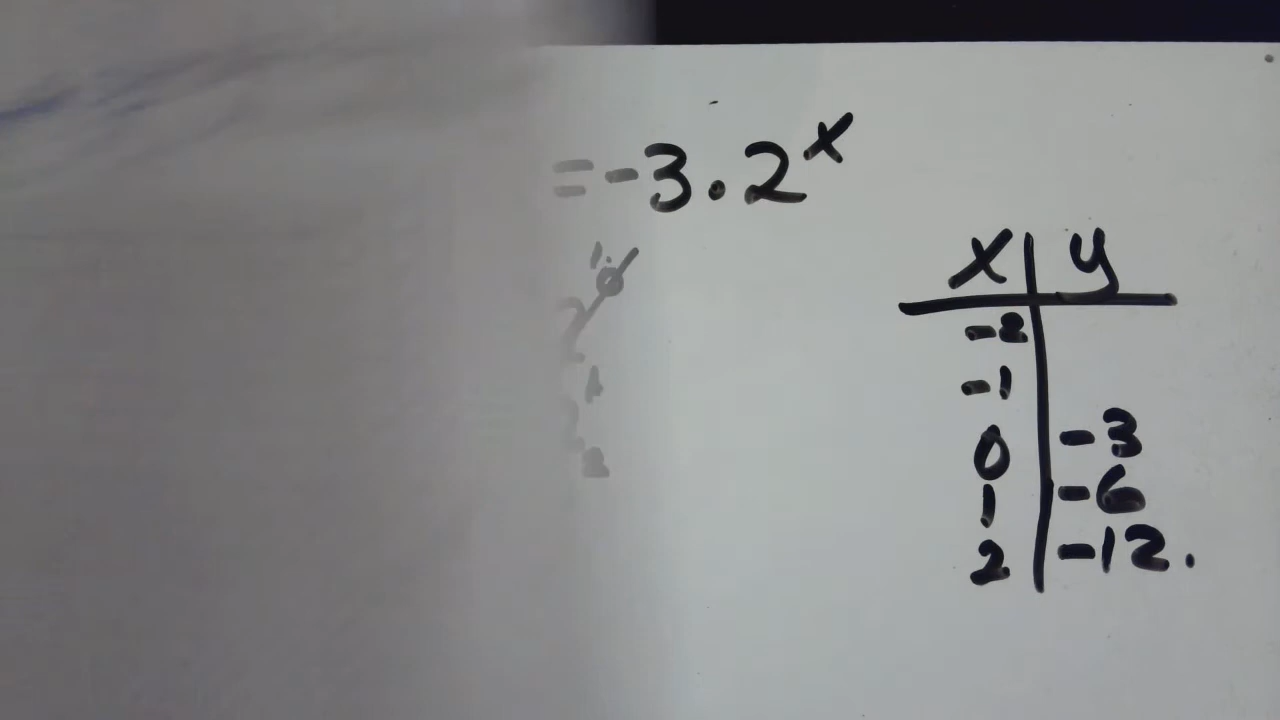 = -3 . 2^x
x | y
-2 |
-1 |
0 | -3
1 | -6
2 | -12.